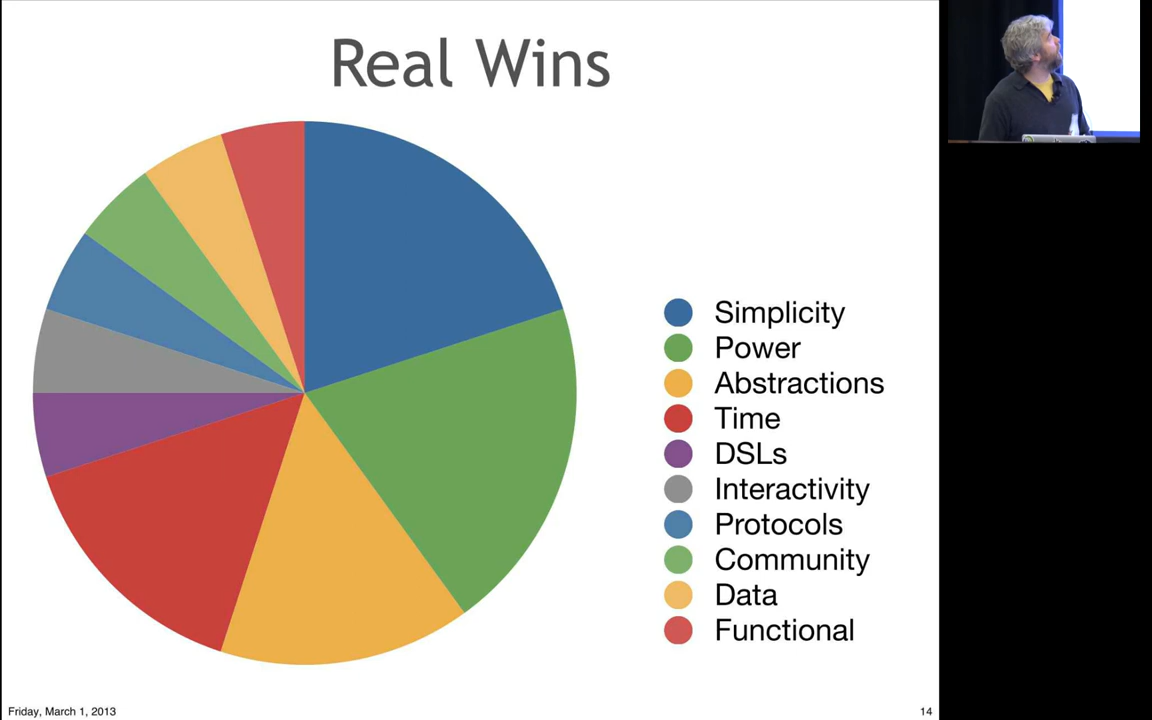 Real Wins
Simplicity
Power
Abstractions
Time
DSLs
Interactivity
Protocols
Community
Data
Functional
Friday, March 1, 2013
14